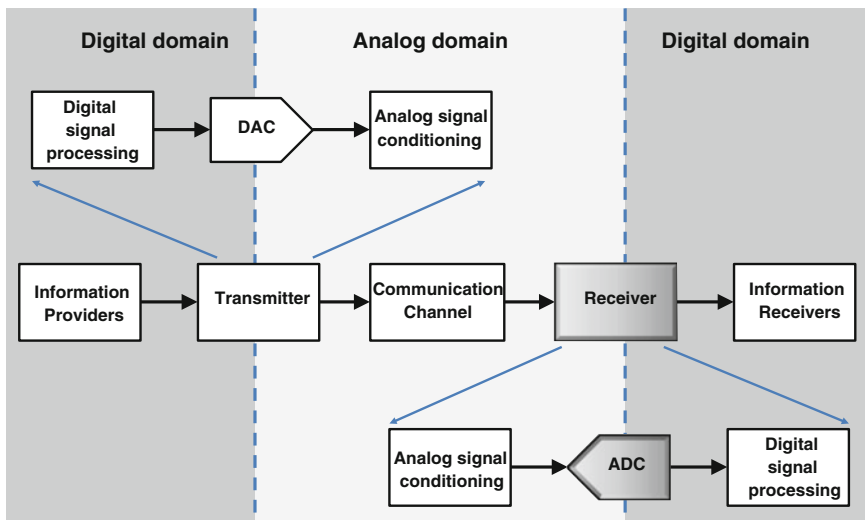 Digital domain
Analog domain
Digital domain
Digital
signal
processing
DAC
Analog signal
conditioning
Information
Providers
Transmitter
Communication
Channel
Receiver
Information
Receivers
Analog signal
conditioning
ADC
Digital
signal
processing